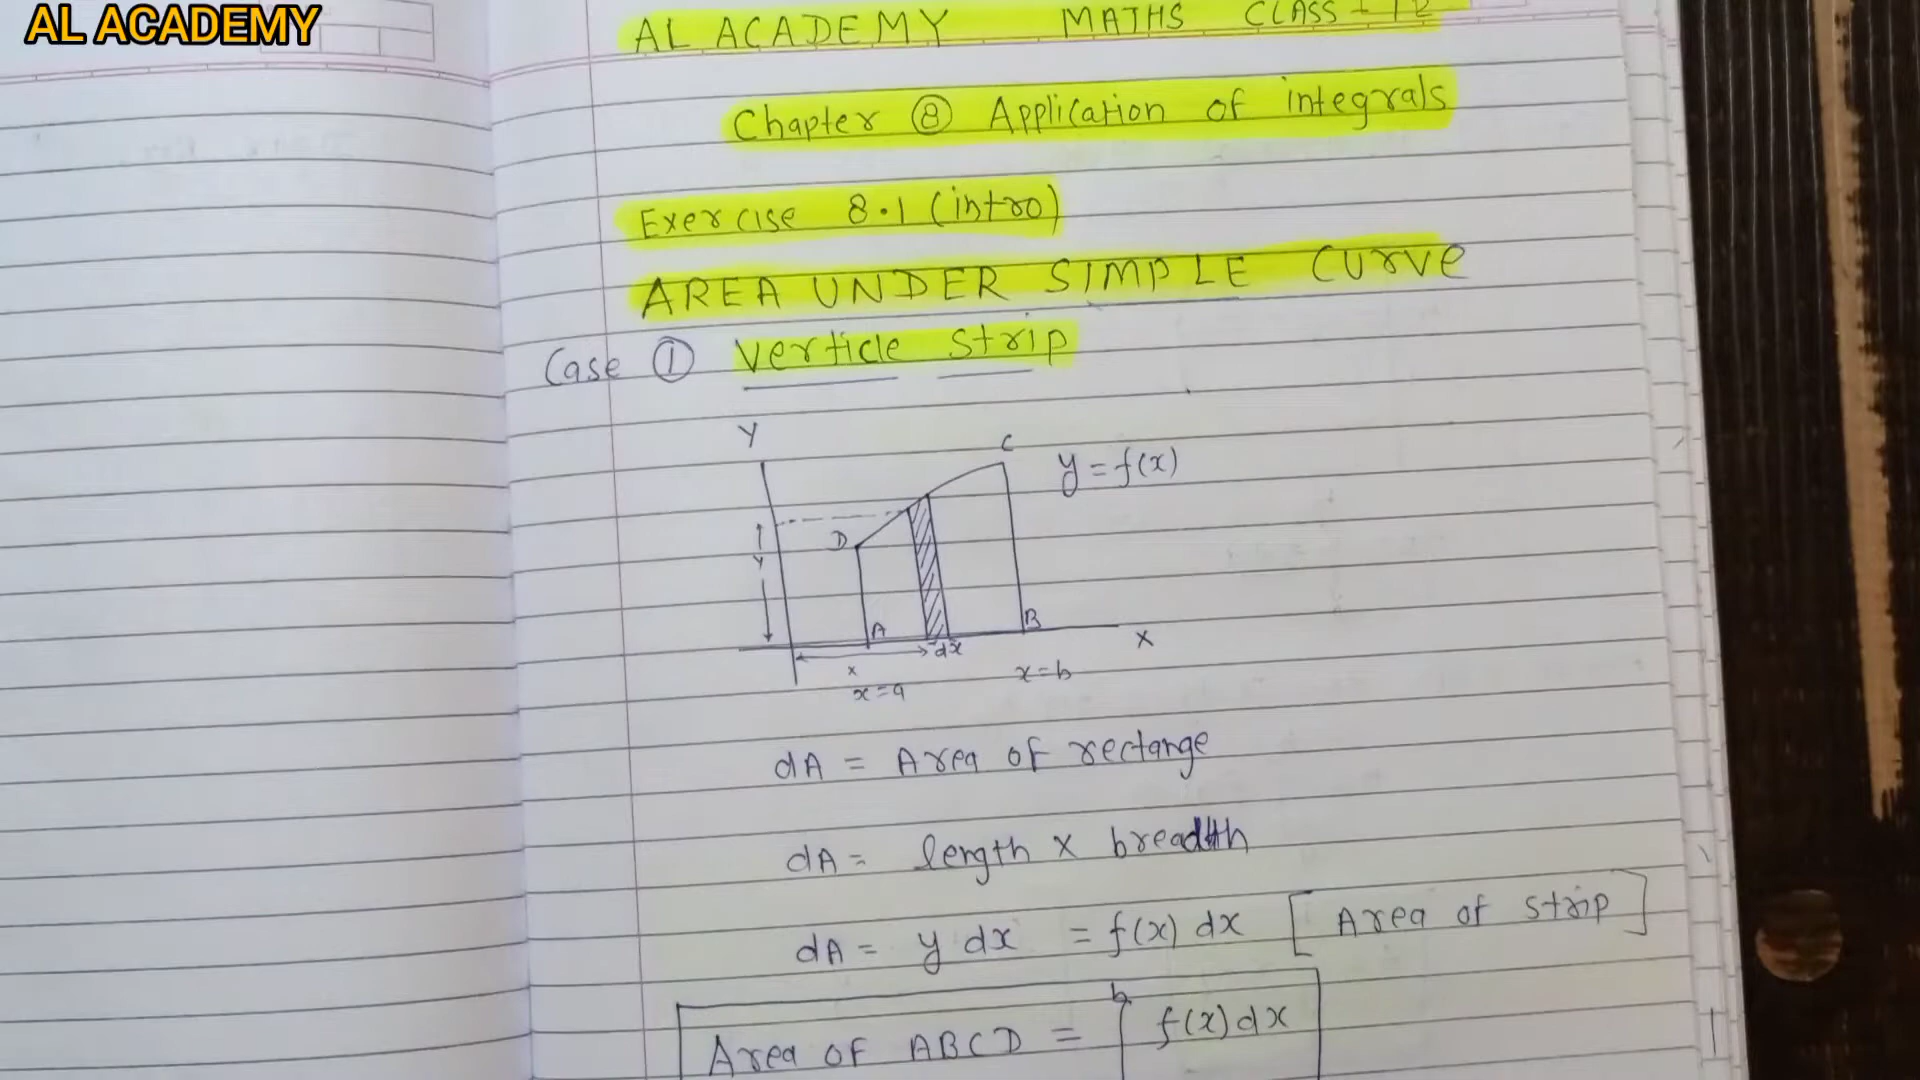 AL ACADEMY
AL ACADEMY MATHS CLASS - 12
Chapter ⑧ Application of integrals
Exercise 8.1 (intro)
AREA UNDER SIMPLE CURVE
Case ① Verticle Strip
Y
C
y = f(x)
D
y
A
B
dx
X
x
x=b
x=a
dA = Area of rectange
dA = length x breadth
dA = y dx = f(x) dx [Area of strip]
Area of ABCD = ∫ b f(x) dx